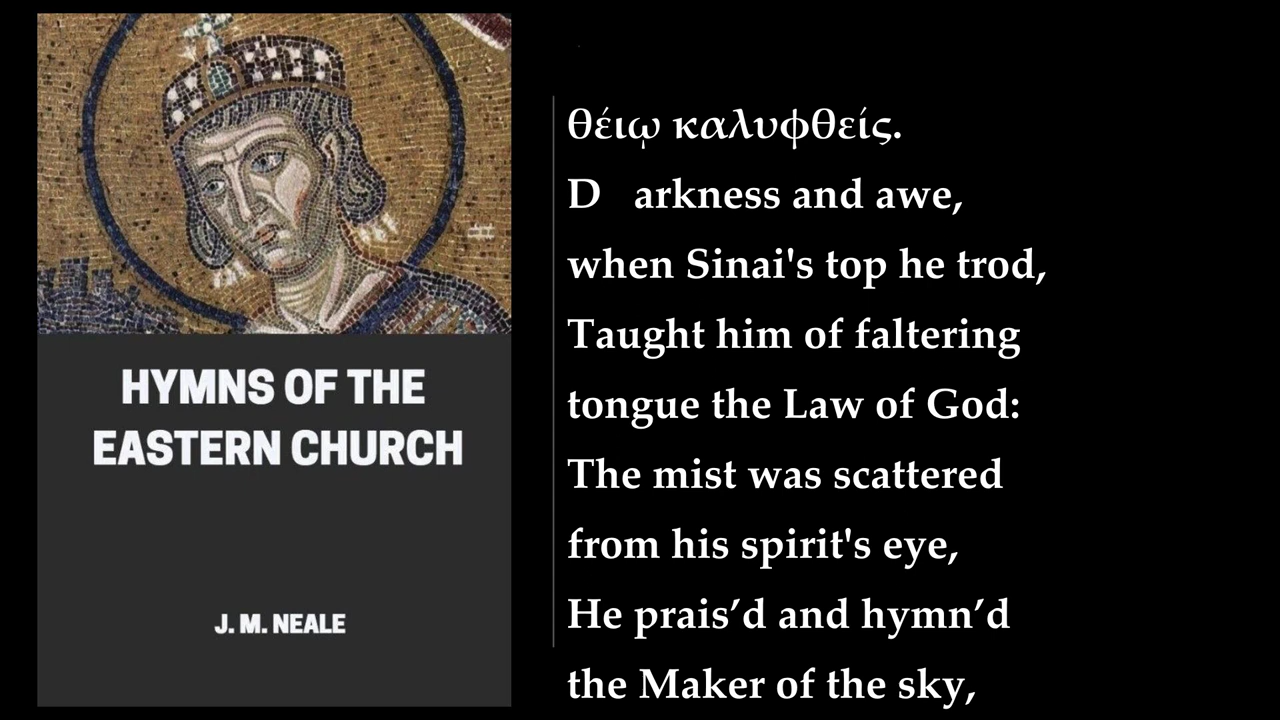 HYMNS OF THE
EASTERN CHURCH
J. M. NEALE
θέιῳ καλυφθείς.
D arkness and awe,
when Sinai's top he trod,
Taught him of faltering
tongue the Law of God:
The mist was scattered
from his spirit's eye,
He prais’d and hymn’d
the Maker of the sky,